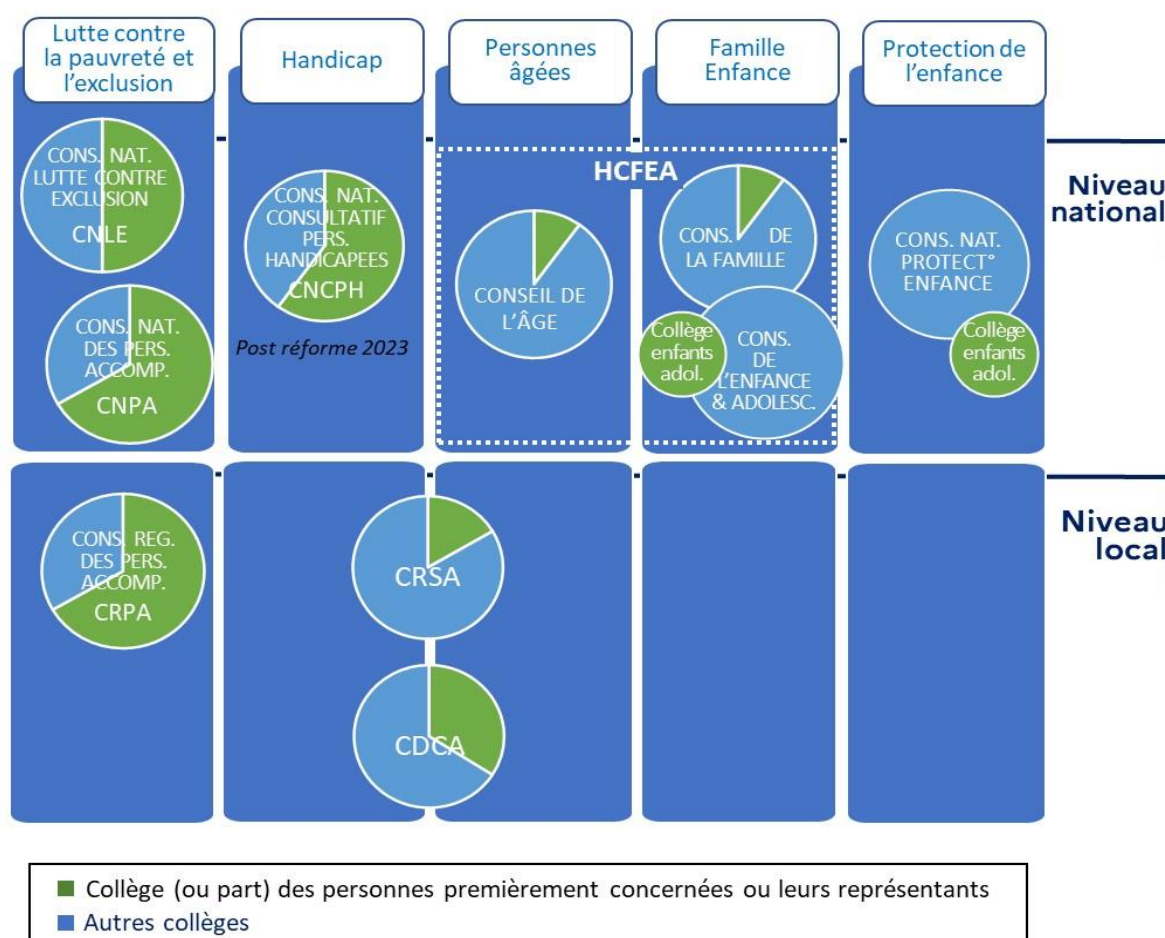 Lutte contre
la pauvreté et
l'exclusion
Handicap
Personnes
âgées
Famille
Enfance
Protection de
l'enfance
CONS. NAT.
LUTTE CONTRE
EXCLUSION
CNLE
CONS. NAT.
DES PERS.
ACCOMP.
CNPA
CONS. NAT.
CONSULTATIF
PERS.
HANDICAPEES
CNCPH
Post réforme 2023
HCFEA
CONSEIL DE
L'ÂGE
CONS. DE
LA FAMILLE
Collège
enfants
adol.
CONS.
DE
L'ENFANCE
& ADOLESC.
CONS. NAT.
PROTECT°
ENFANCE
Collège
enfants
adol.
Niveau
national
CONS. REG.
DES PERS.
ACCOMP.
CRPA
CRSA
CDCA
Niveau
local
Collège (ou part) des personnes premièrement concernées ou leurs représentants
Autres collèges